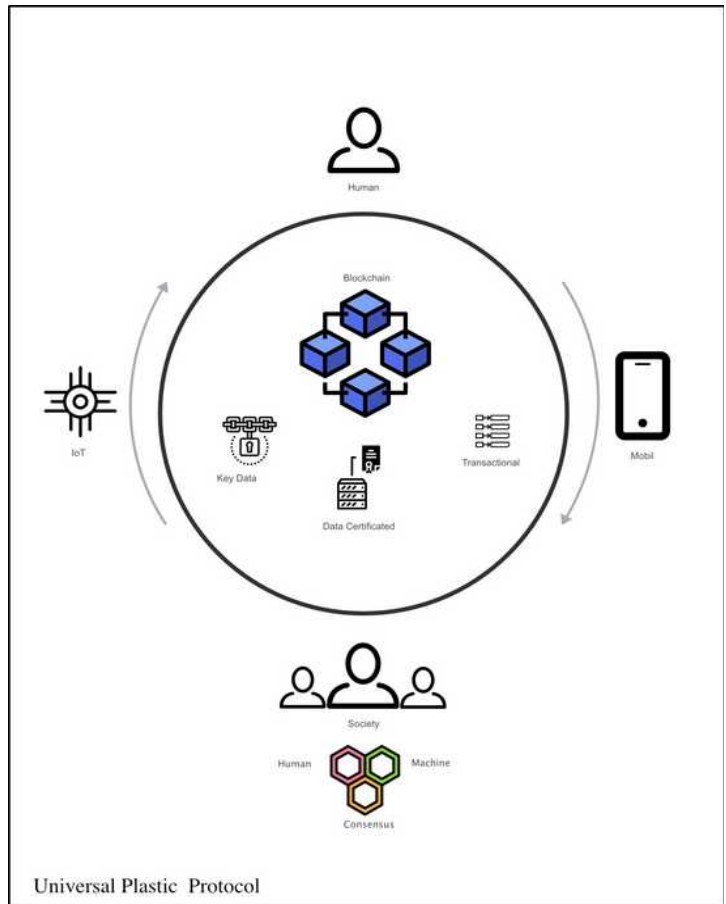 Human
Blockchain
IoT
Mobil
Key Data
Transactional
Data Certificated
Society
Human
Machine
Consensus
Universal Plastic Protocol